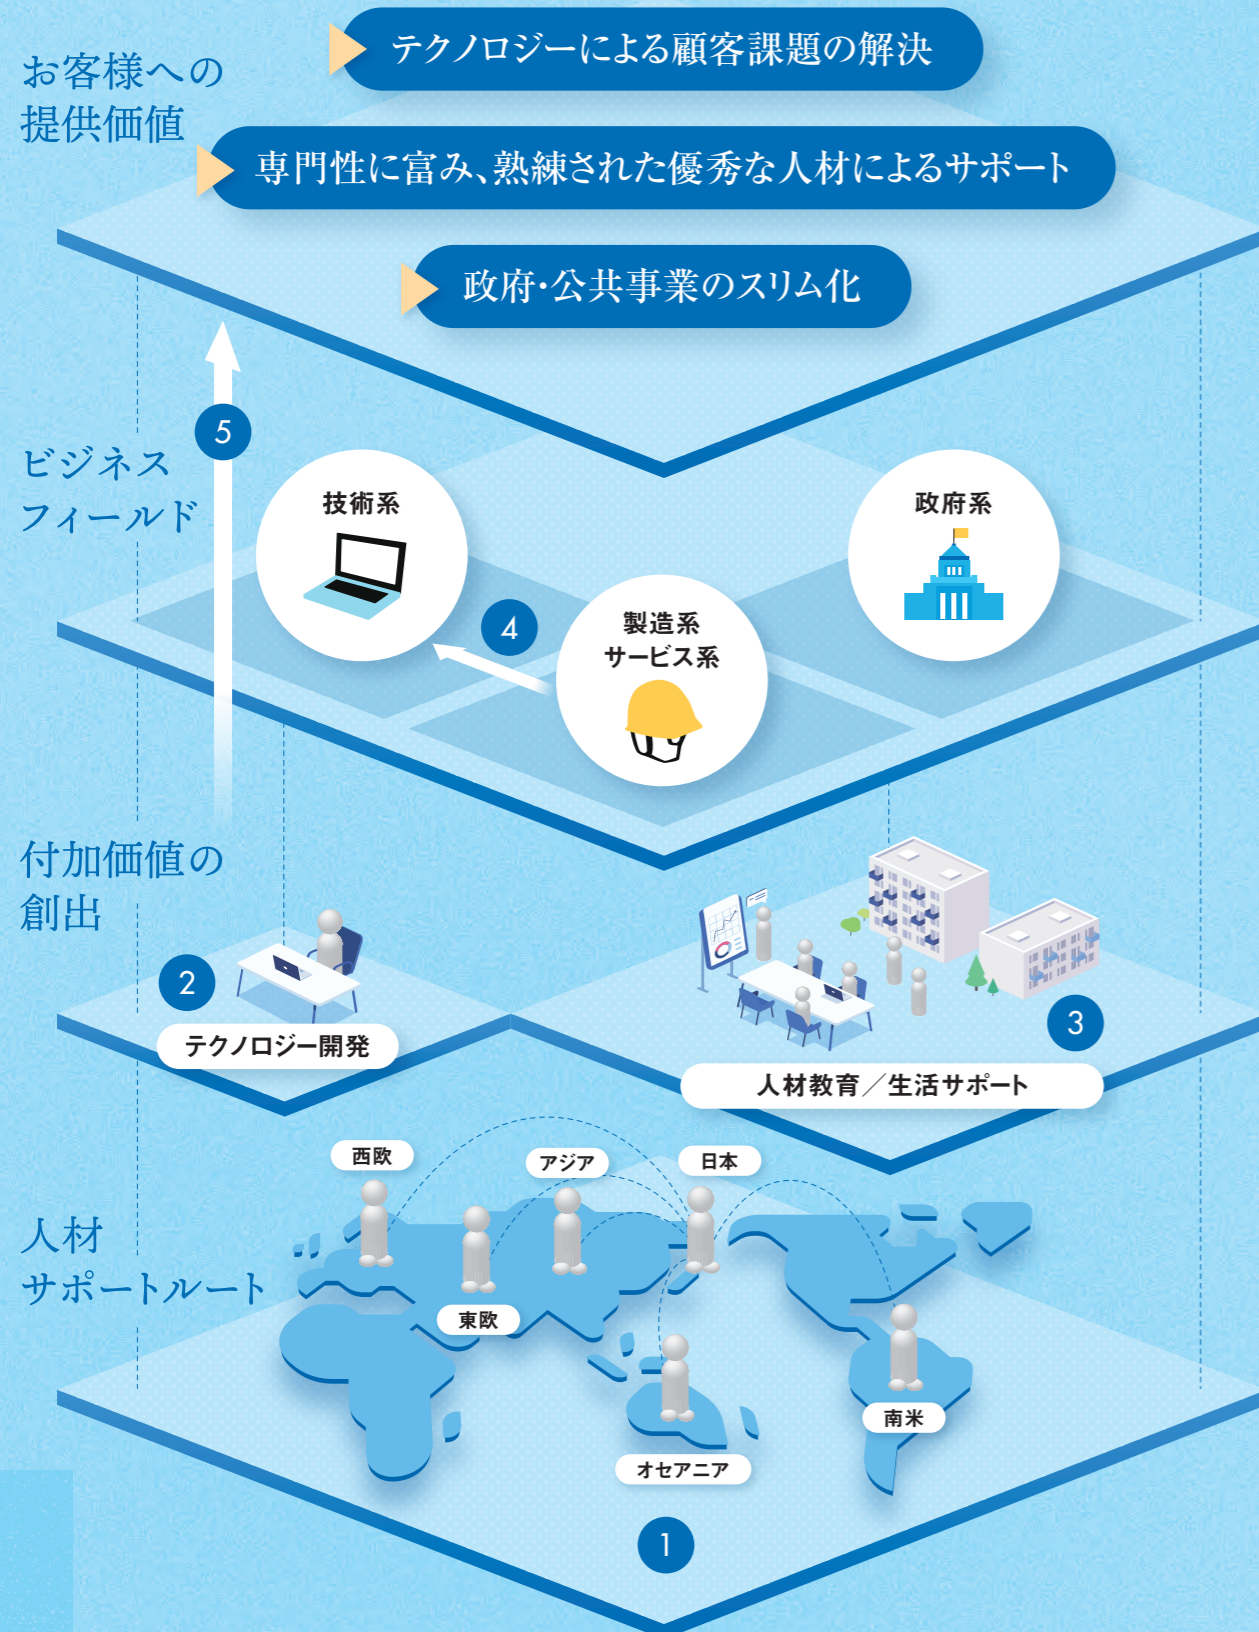 お客様への
提供価値
テクノロジーによる顧客課題の解決
専門性に富み、熟練された優秀な人材によるサポート
政府・公共事業のスリム化
5
ビジネス
フィールド
技術系
政府系
4
製造系
サービス系
付加価値の
創出
2
テクノロジー開発
3
人材教育／生活サポート
人材
サポートルート
西欧
アジア
日本
東欧
南米
オセアニア
1